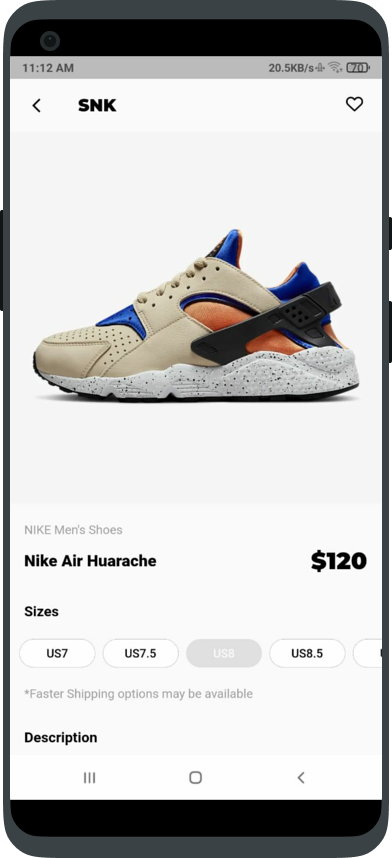 11:12 AM 20.5KB/s 70
SNK
NIKE Men's Shoes
Nike Air Huarache $120
Sizes
US7 US7.5 US8 US8.5
*Faster Shipping options may be available
Description